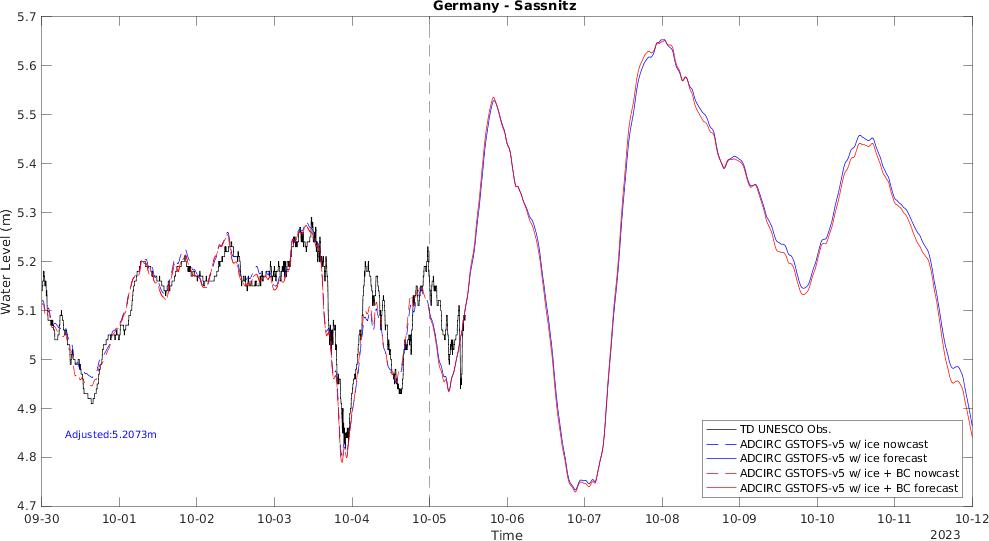 Germany - Sassnitz
5.7
5.6
5.5
5.4
5.3
5.2
5.1
5
4.9
4.8
4.7
Water Level (m)
Adjusted:5.2073m
TD UNESCO Obs.
ADCIRC GSTOFS-v5 w/ ice nowcast
ADCIRC GSTOFS-v5 w/ ice forecast
ADCIRC GSTOFS-v5 w/ ice + BC nowcast
ADCIRC GSTOFS-v5 w/ ice + BC forecast
09-30 10-01 10-02 10-03 10-04 10-05 10-06 10-07 10-08 10-09 10-10 10-11 10-12
Time
2023